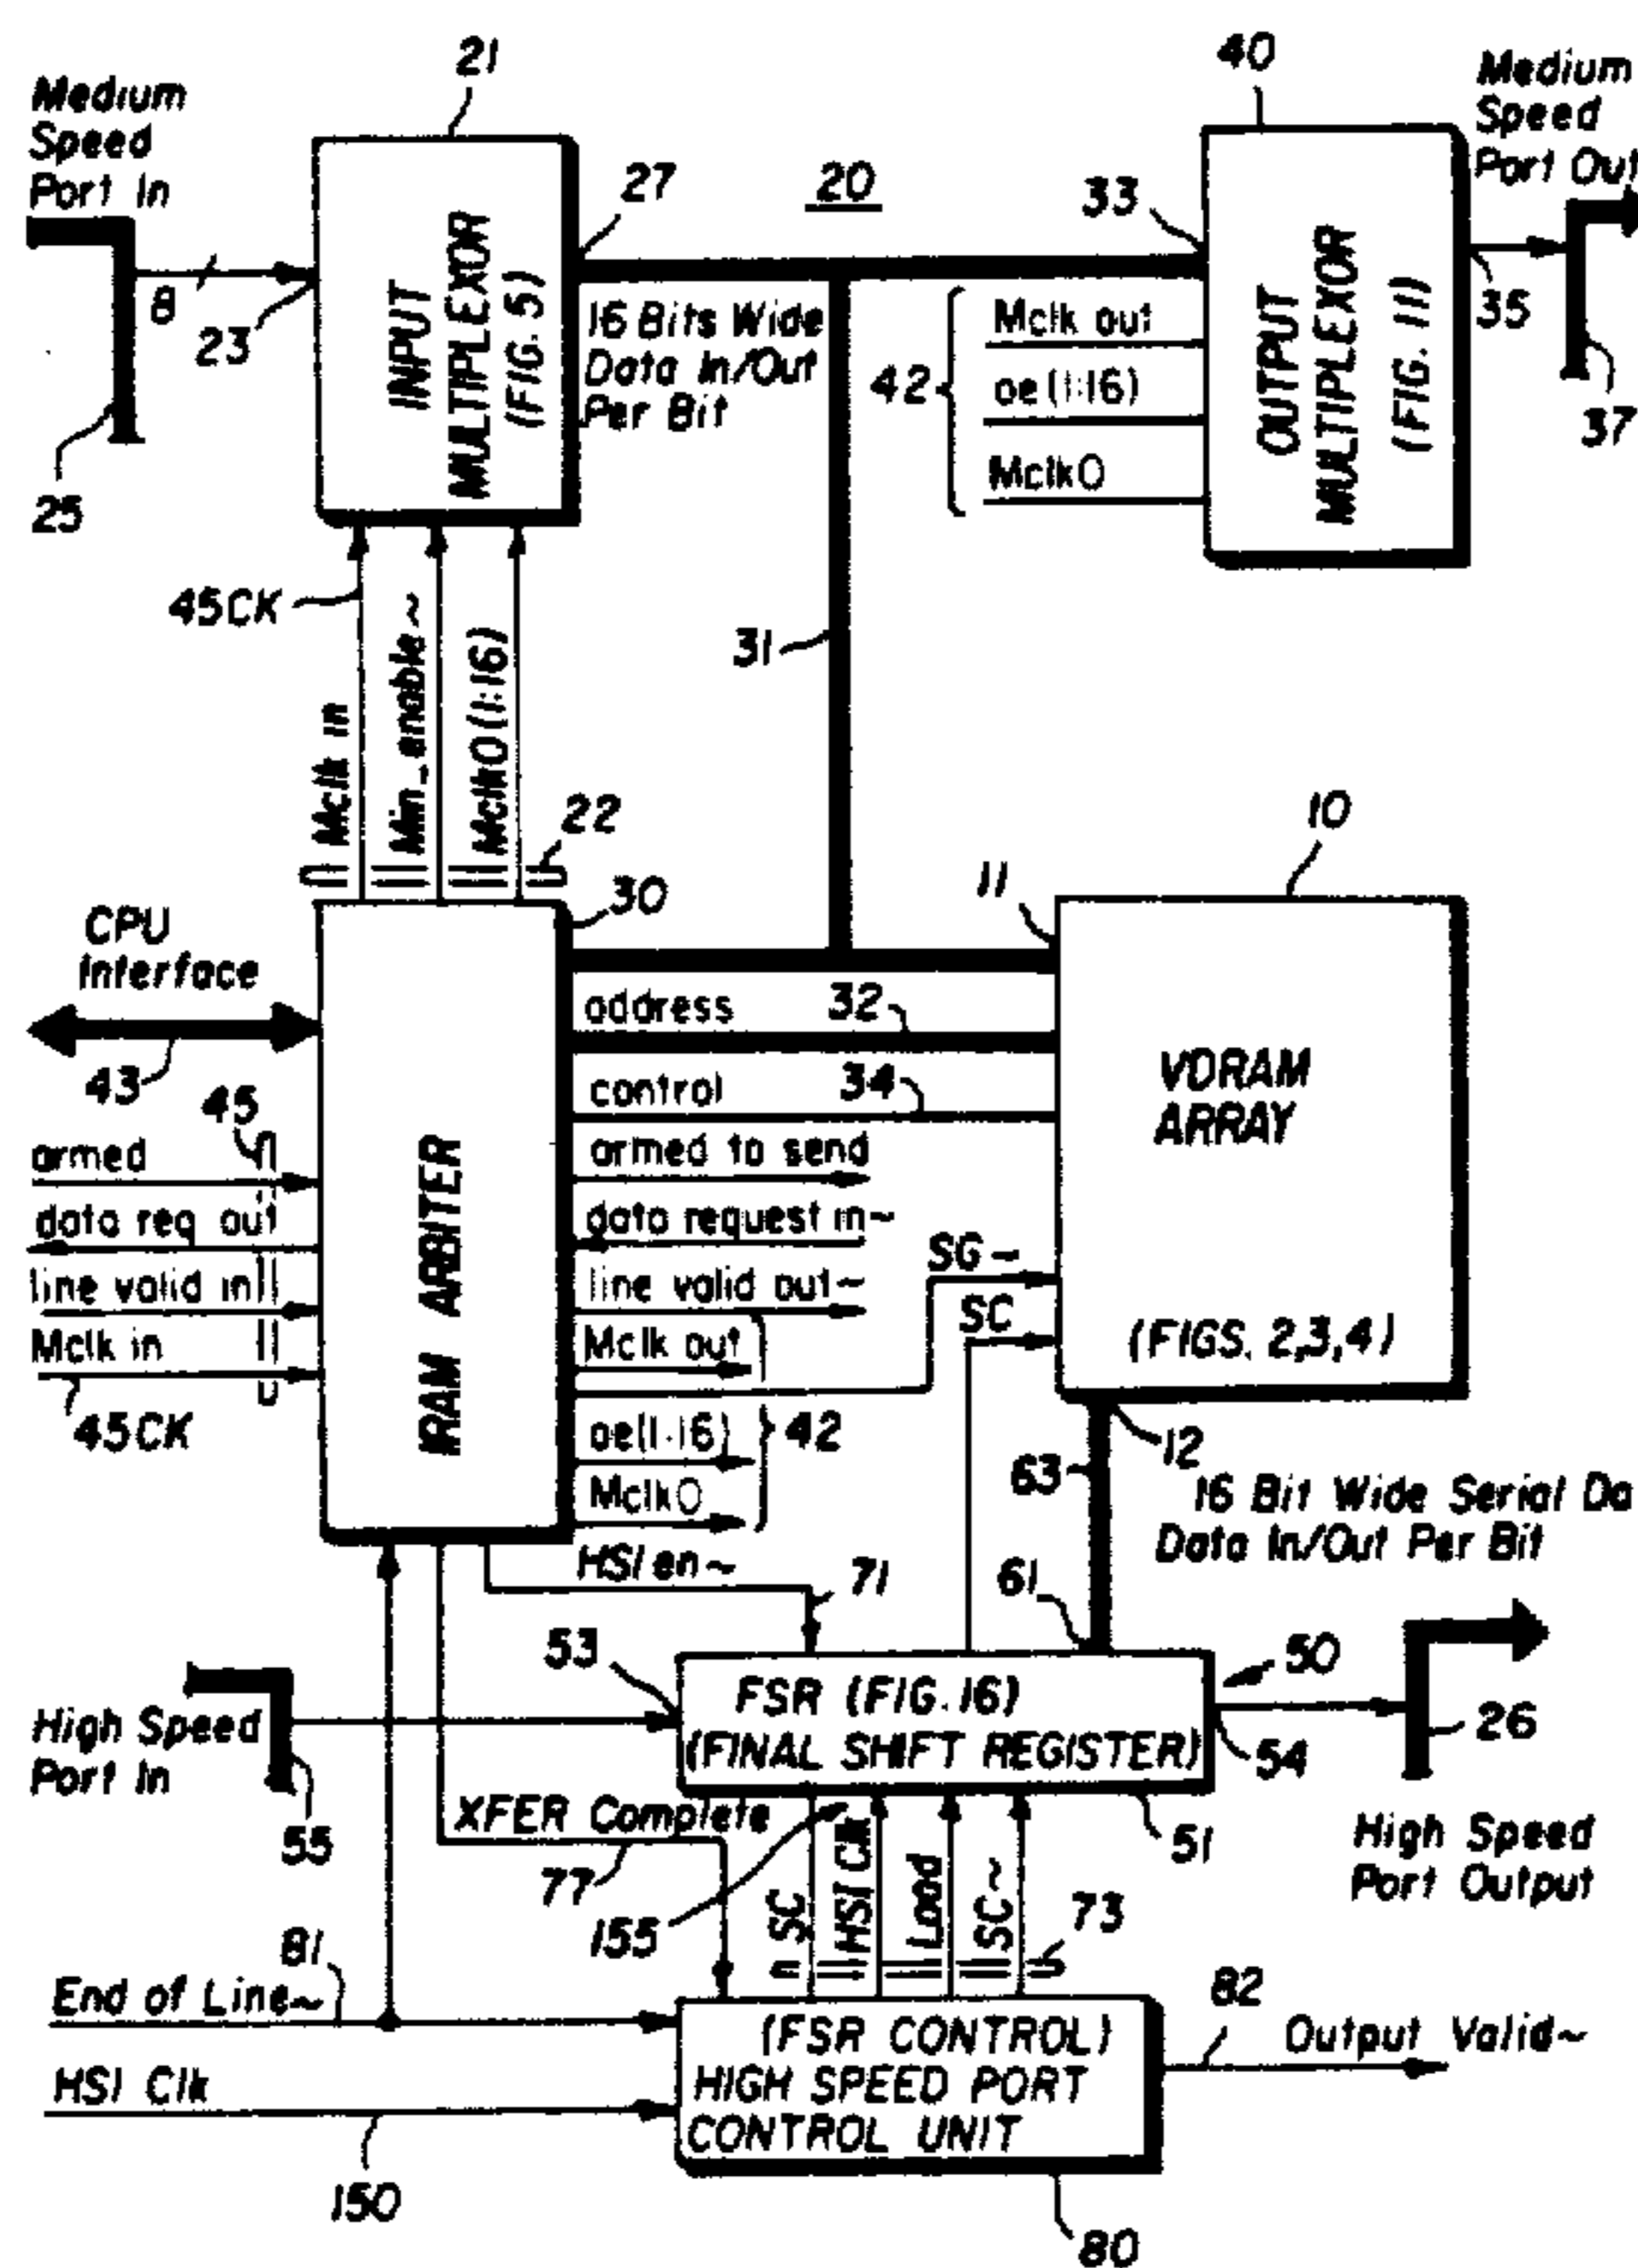 21
40
Medium
Speed
Port In
Medium
Speed
Port Out
27
20
33
8
23
25
INPUT
MULTIPLEXOR
(FIG. 5)
16 Bits Wide
Data In/Out
Per Bit
42
Mclk out
oe (1:16)
Mclk0
OUTPUT
MULTIPLEXOR
(FIG. 11)
35
37
45CK
31
Mclk in
Min_enable~
Mclk0(1:16)
22
10
11
30
CPU
Interface
43
45
address
32
control
34
VDRAM
ARRAY
(FIGS. 2,3,4)
IRAM ARBITER
armed
data req out
line valid in
Mclk in
45CK
armed to send
data request in~
line valid out~
Mclk out
oe(1:16)
Mclk0
42
SG~
SC
12
63
16 Bit Wide Serial Da
Data In/Out Per Bit
HSI en~
71
61
53
50
FSR (FIG. 16)
(FINAL SHIFT REGISTER)
54
26
High Speed
Port In
55
XFER Complete
77
155
SC
HSI Clk
Load
SC~
73
51
High Speed
Port Output
81
End of Line~
HSI Clk
150
(FSR CONTROL)
HIGH SPEED PORT
CONTROL UNIT
80
82
Output Valid~